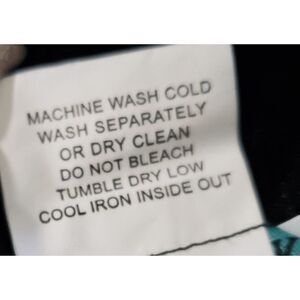 MACHINE WASH COLD
WASH SEPARATELY
OR DRY CLEAN
DO NOT BLEACH
TUMBLE DRY LOW
COOL IRON INSIDE OUT